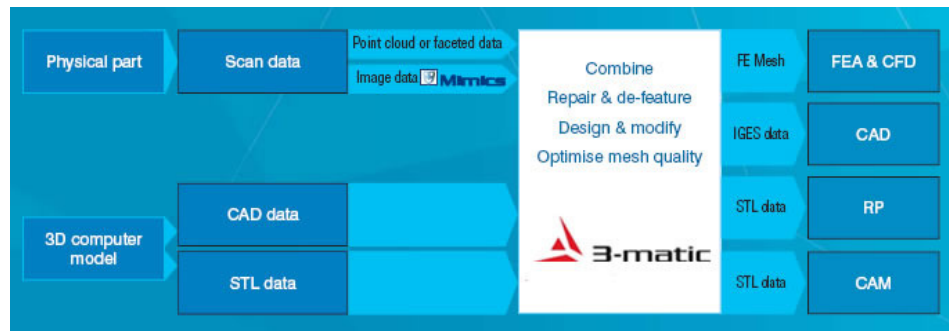 Physical part
Scan data
Point cloud or faceted data
Image data Mimics
Combine
Repair & de-feature
Design & modify
Optimise mesh quality
3-matic
FE Mesh
FEA & CFD
IGES data
CAD
3D computer
model
CAD data
STL data
STL data
RP
STL data
CAM